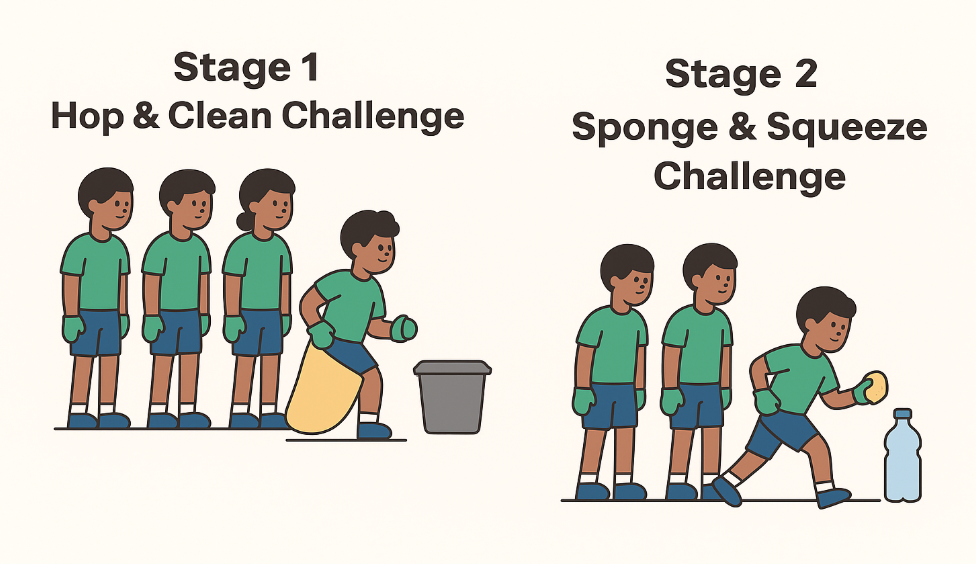 Stage 1
Hop & Clean Challenge
Stage 2
Sponge & Squeeze
Challenge